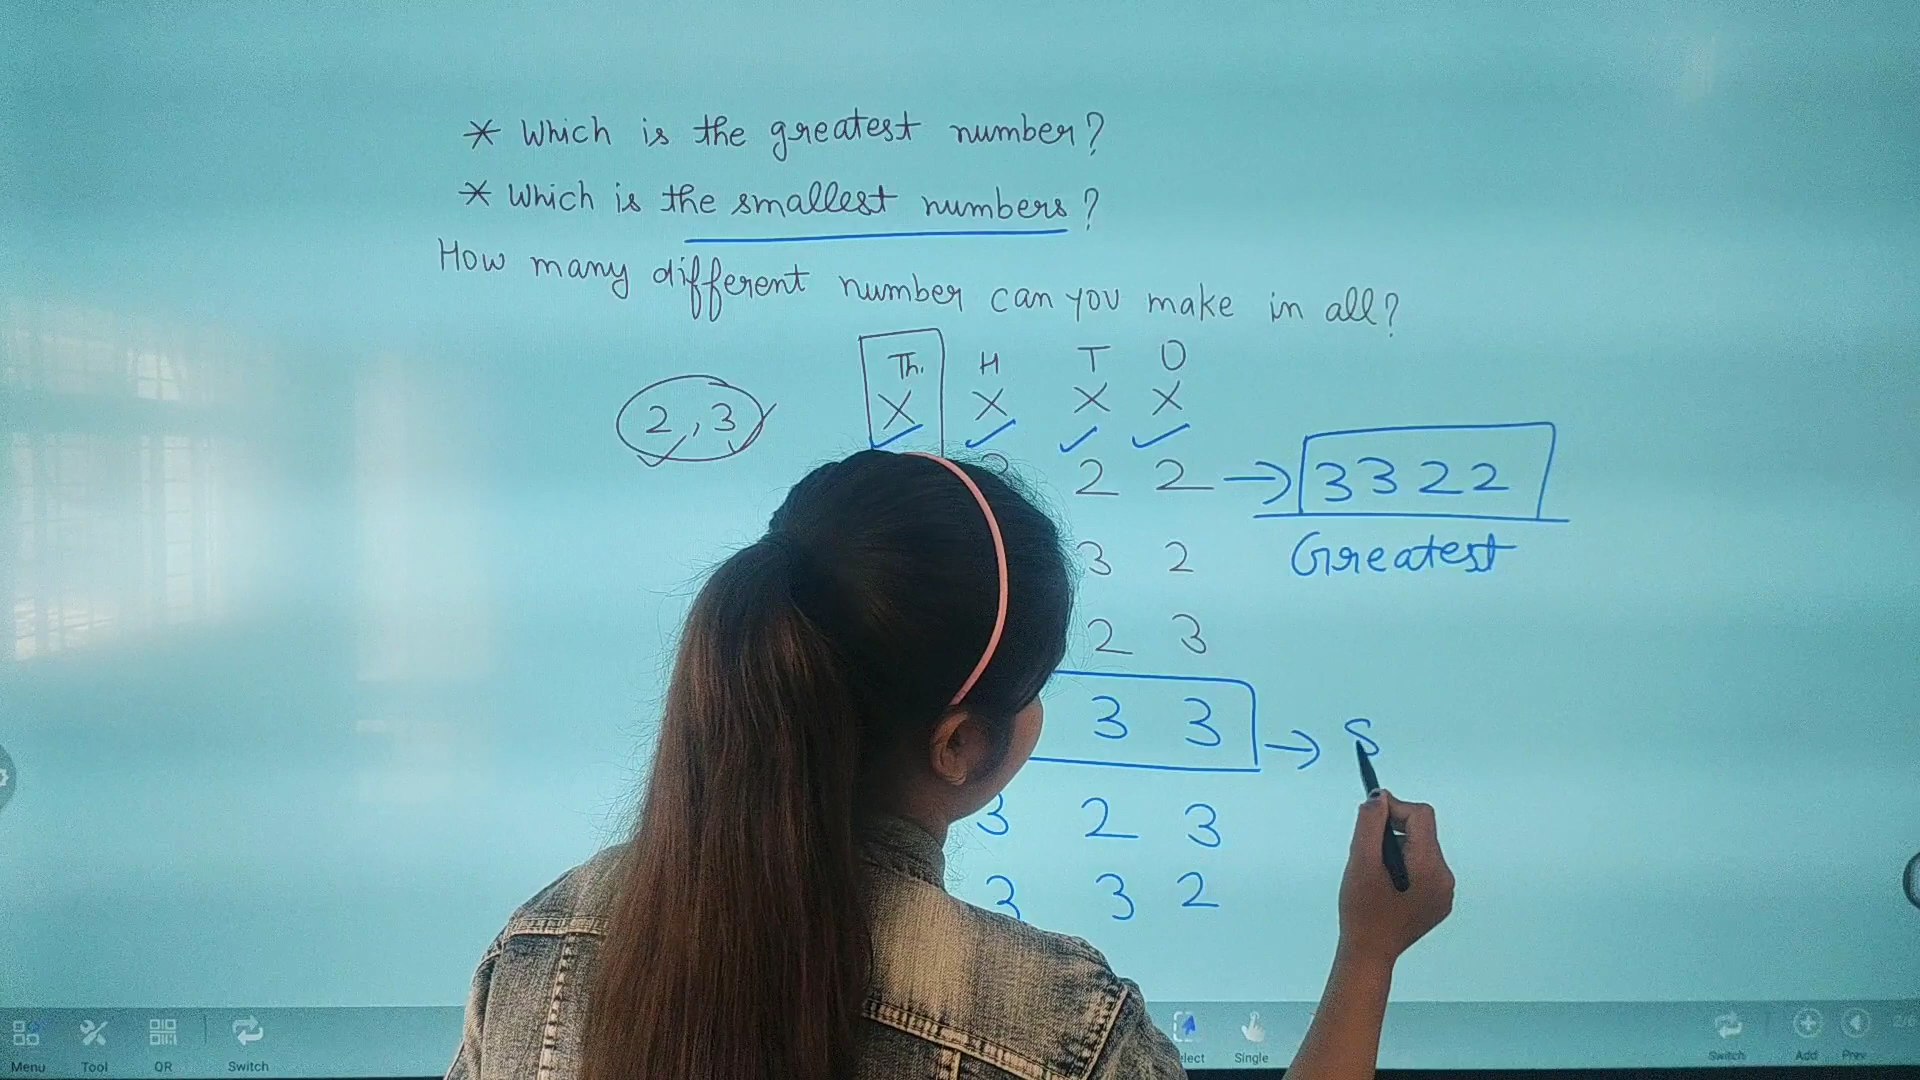 * Which is the greatest number?
* Which is the smallest numbers?
How many different number can you make in all?
Th. H T O
2, 3 X X X X
2 2 → 3322
Greatest
3 2
2 3
3 3 → S
3 2 3
3 3 2
Menu Tool QR Switch Single Switch Add Prev